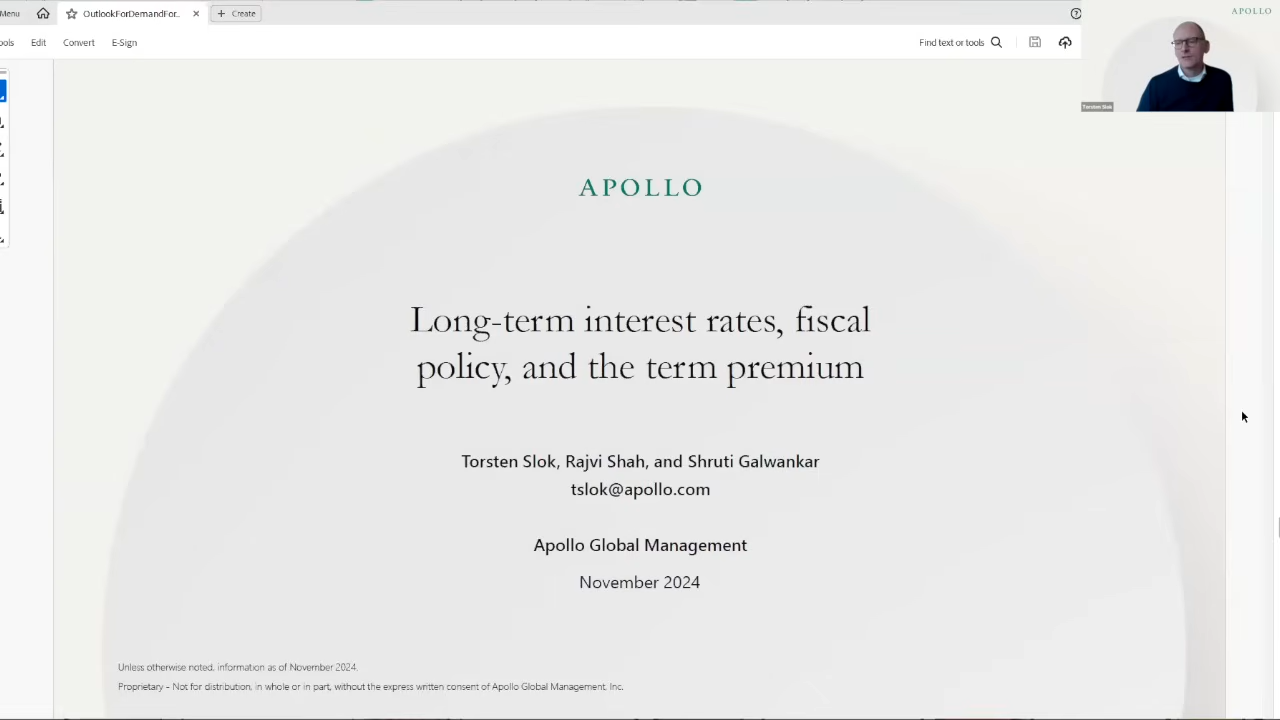 Menu
OutlookForDemandFor...
Create
Edit
Convert
E-Sign
Find text or tools
APOLLO
Torsten Slok
APOLLO
Long-term interest rates, fiscal
policy, and the term premium
Torsten Slok, Rajvi Shah, and Shruti Galwankar
tslok@apollo.com
Apollo Global Management
November 2024
Unless otherwise noted, information as of November 2024.
Proprietary - Not for distribution, in whole or in part, without the express written consent of Apollo Global Management, Inc.